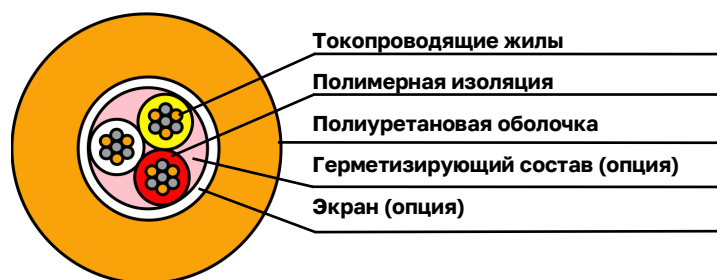 Токопроводящие жилы
Полимерная изоляция
Полиуретановая оболочка
Герметизирующий состав (опция)
Экран (опция)